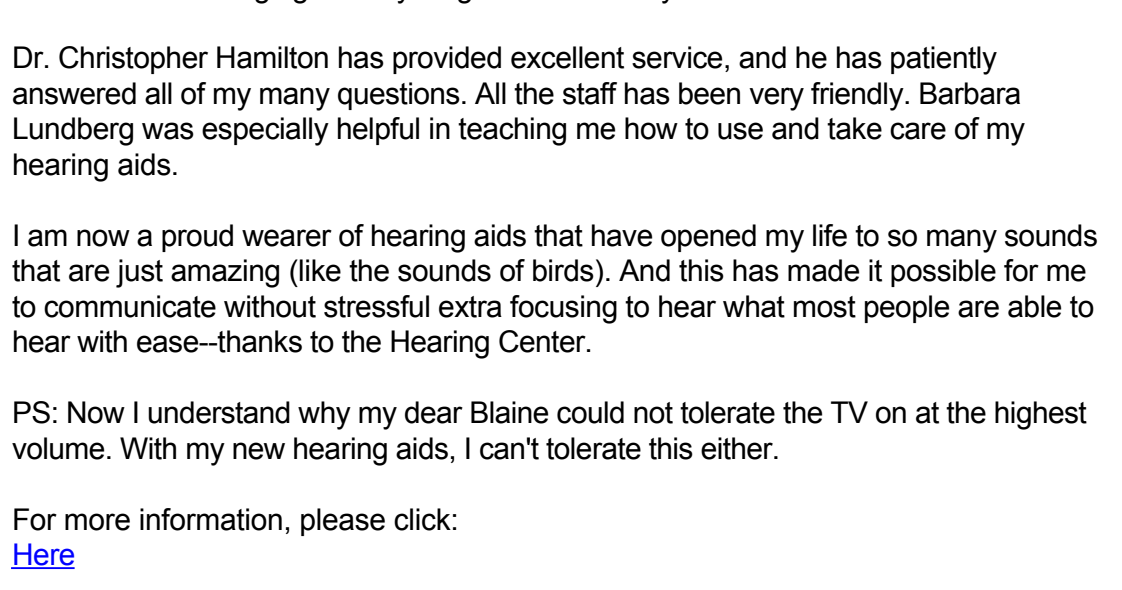 Dr. Christopher Hamilton has provided excellent service, and he has patiently
answered all of my many questions. All the staff has been very friendly. Barbara
Lundberg was especially helpful in teaching me how to use and take care of my
hearing aids.
I am now a proud wearer of hearing aids that have opened my life to so many sounds
that are just amazing (like the sounds of birds). And this has made it possible for me
to communicate without stressful extra focusing to hear what most people are able to
hear with ease--thanks to the Hearing Center.
PS: Now I understand why my dear Blaine could not tolerate the TV on at the highest
volume. With my new hearing aids, I can't tolerate this either.
For more information, please click:
Here